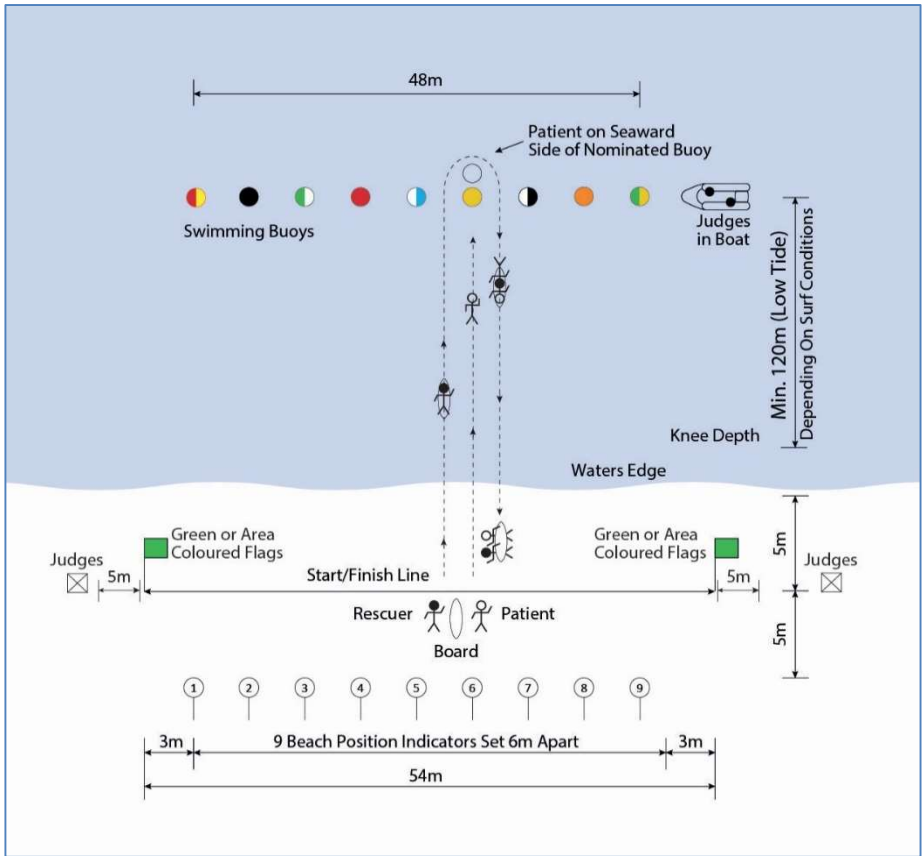 48m
Patient on Seaward
Side of Nominated Buoy
Swimming Buoys
Judges
in Boat
Min. 120m (Low Tide)
Depending On Surf Conditions
Knee Depth
Waters Edge
Green or Area
Coloured Flags
Green or Area
Coloured Flags
Judges
5m
Start/Finish Line
5m
Judges
5m
5m
Rescuer
Patient
Board
1 2 3 4 5 6 7 8 9
3m
9 Beach Position Indicators Set 6m Apart
3m
54m